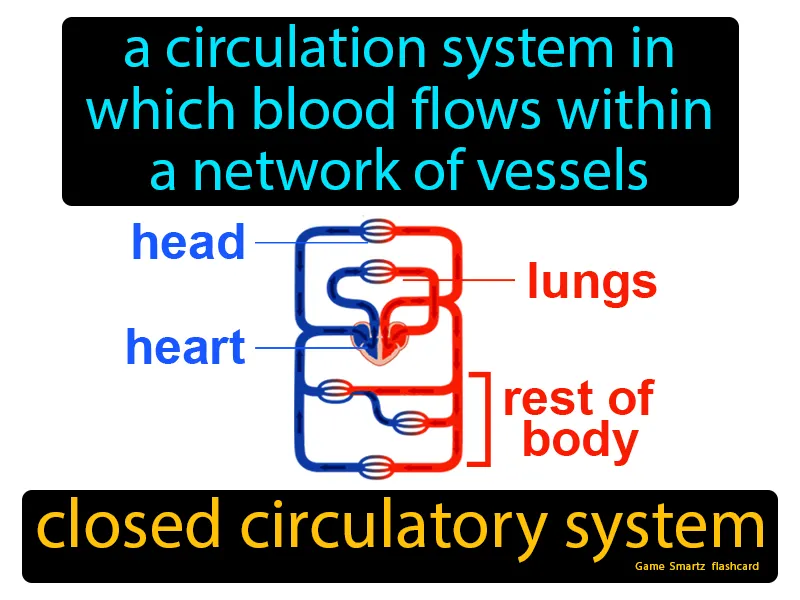 a circulation system in
which blood flows within
a network of vessels
head
lungs
heart
rest of
body
closed circulatory system
Game Smartz flashcard